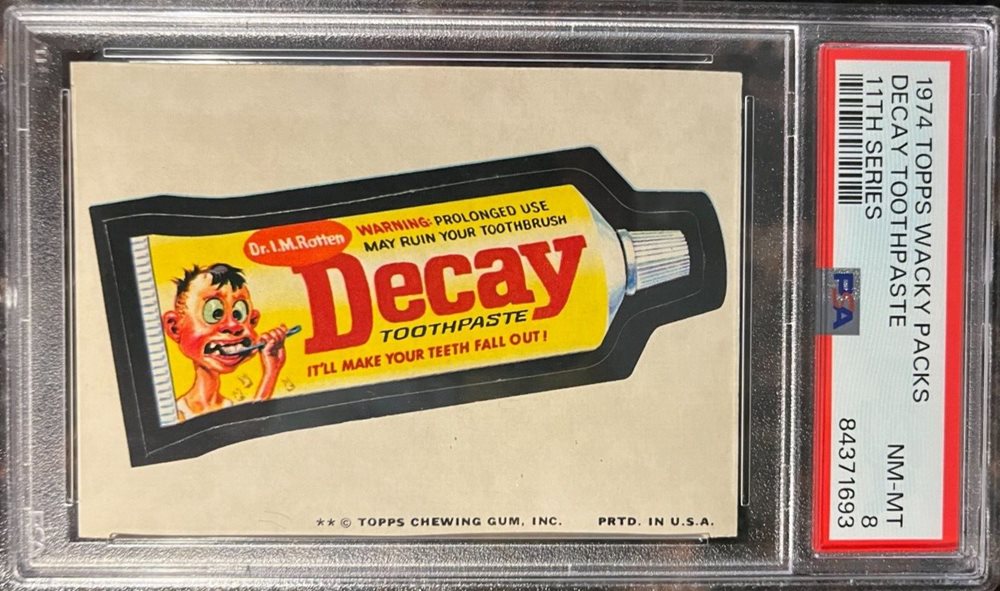 1974 TOPPS WACKY PACKS
DECAY TOOTHPASTE
11TH SERIES
NM-MT
8
84371693
PSA
Dr. I.M. Rotten
WARNING: PROLONGED USE
MAY RUIN YOUR TOOTHBRUSH
Decay
TOOTHPASTE
IT'LL MAKE YOUR TEETH FALL OUT!
** © TOPPS CHEWING GUM, INC. PRTD. IN U.S.A.